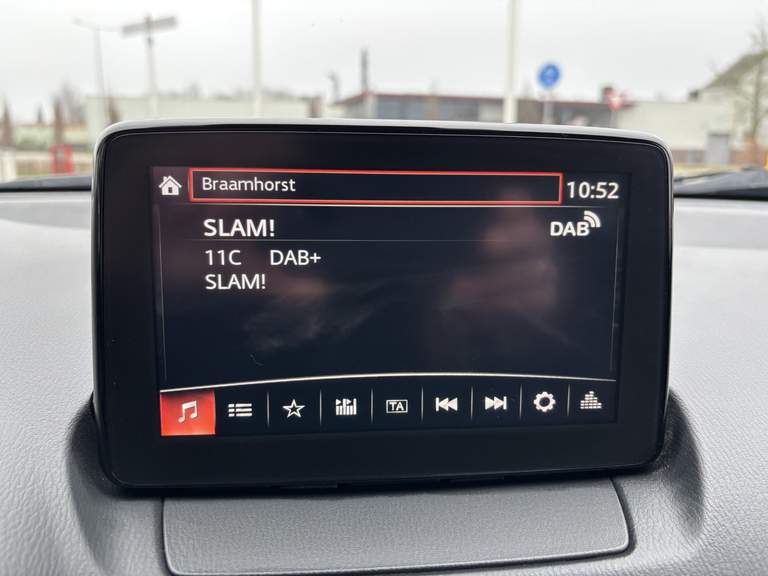 Braamhorst
10:52
SLAM!
DAB
11C DAB+
SLAM!
TA